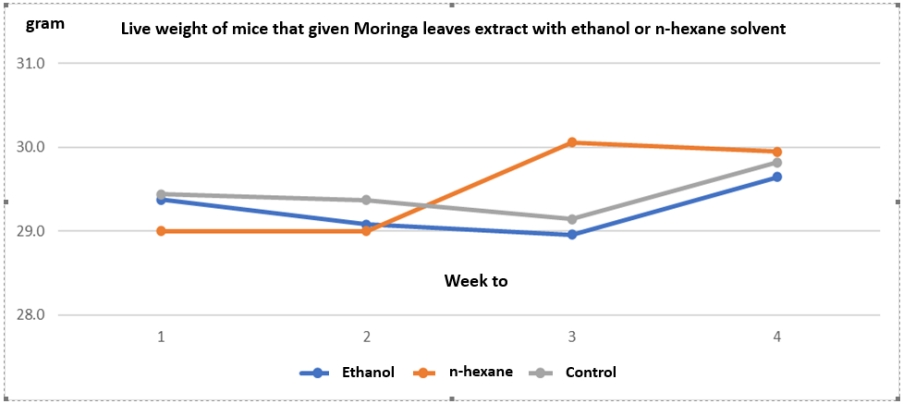 gram
Live weight of mice that given Moringa leaves extract with ethanol or n-hexane solvent
31.0
30.0
29.0
Week to
28.0
1 2 3 4
Ethanol n-hexane Control